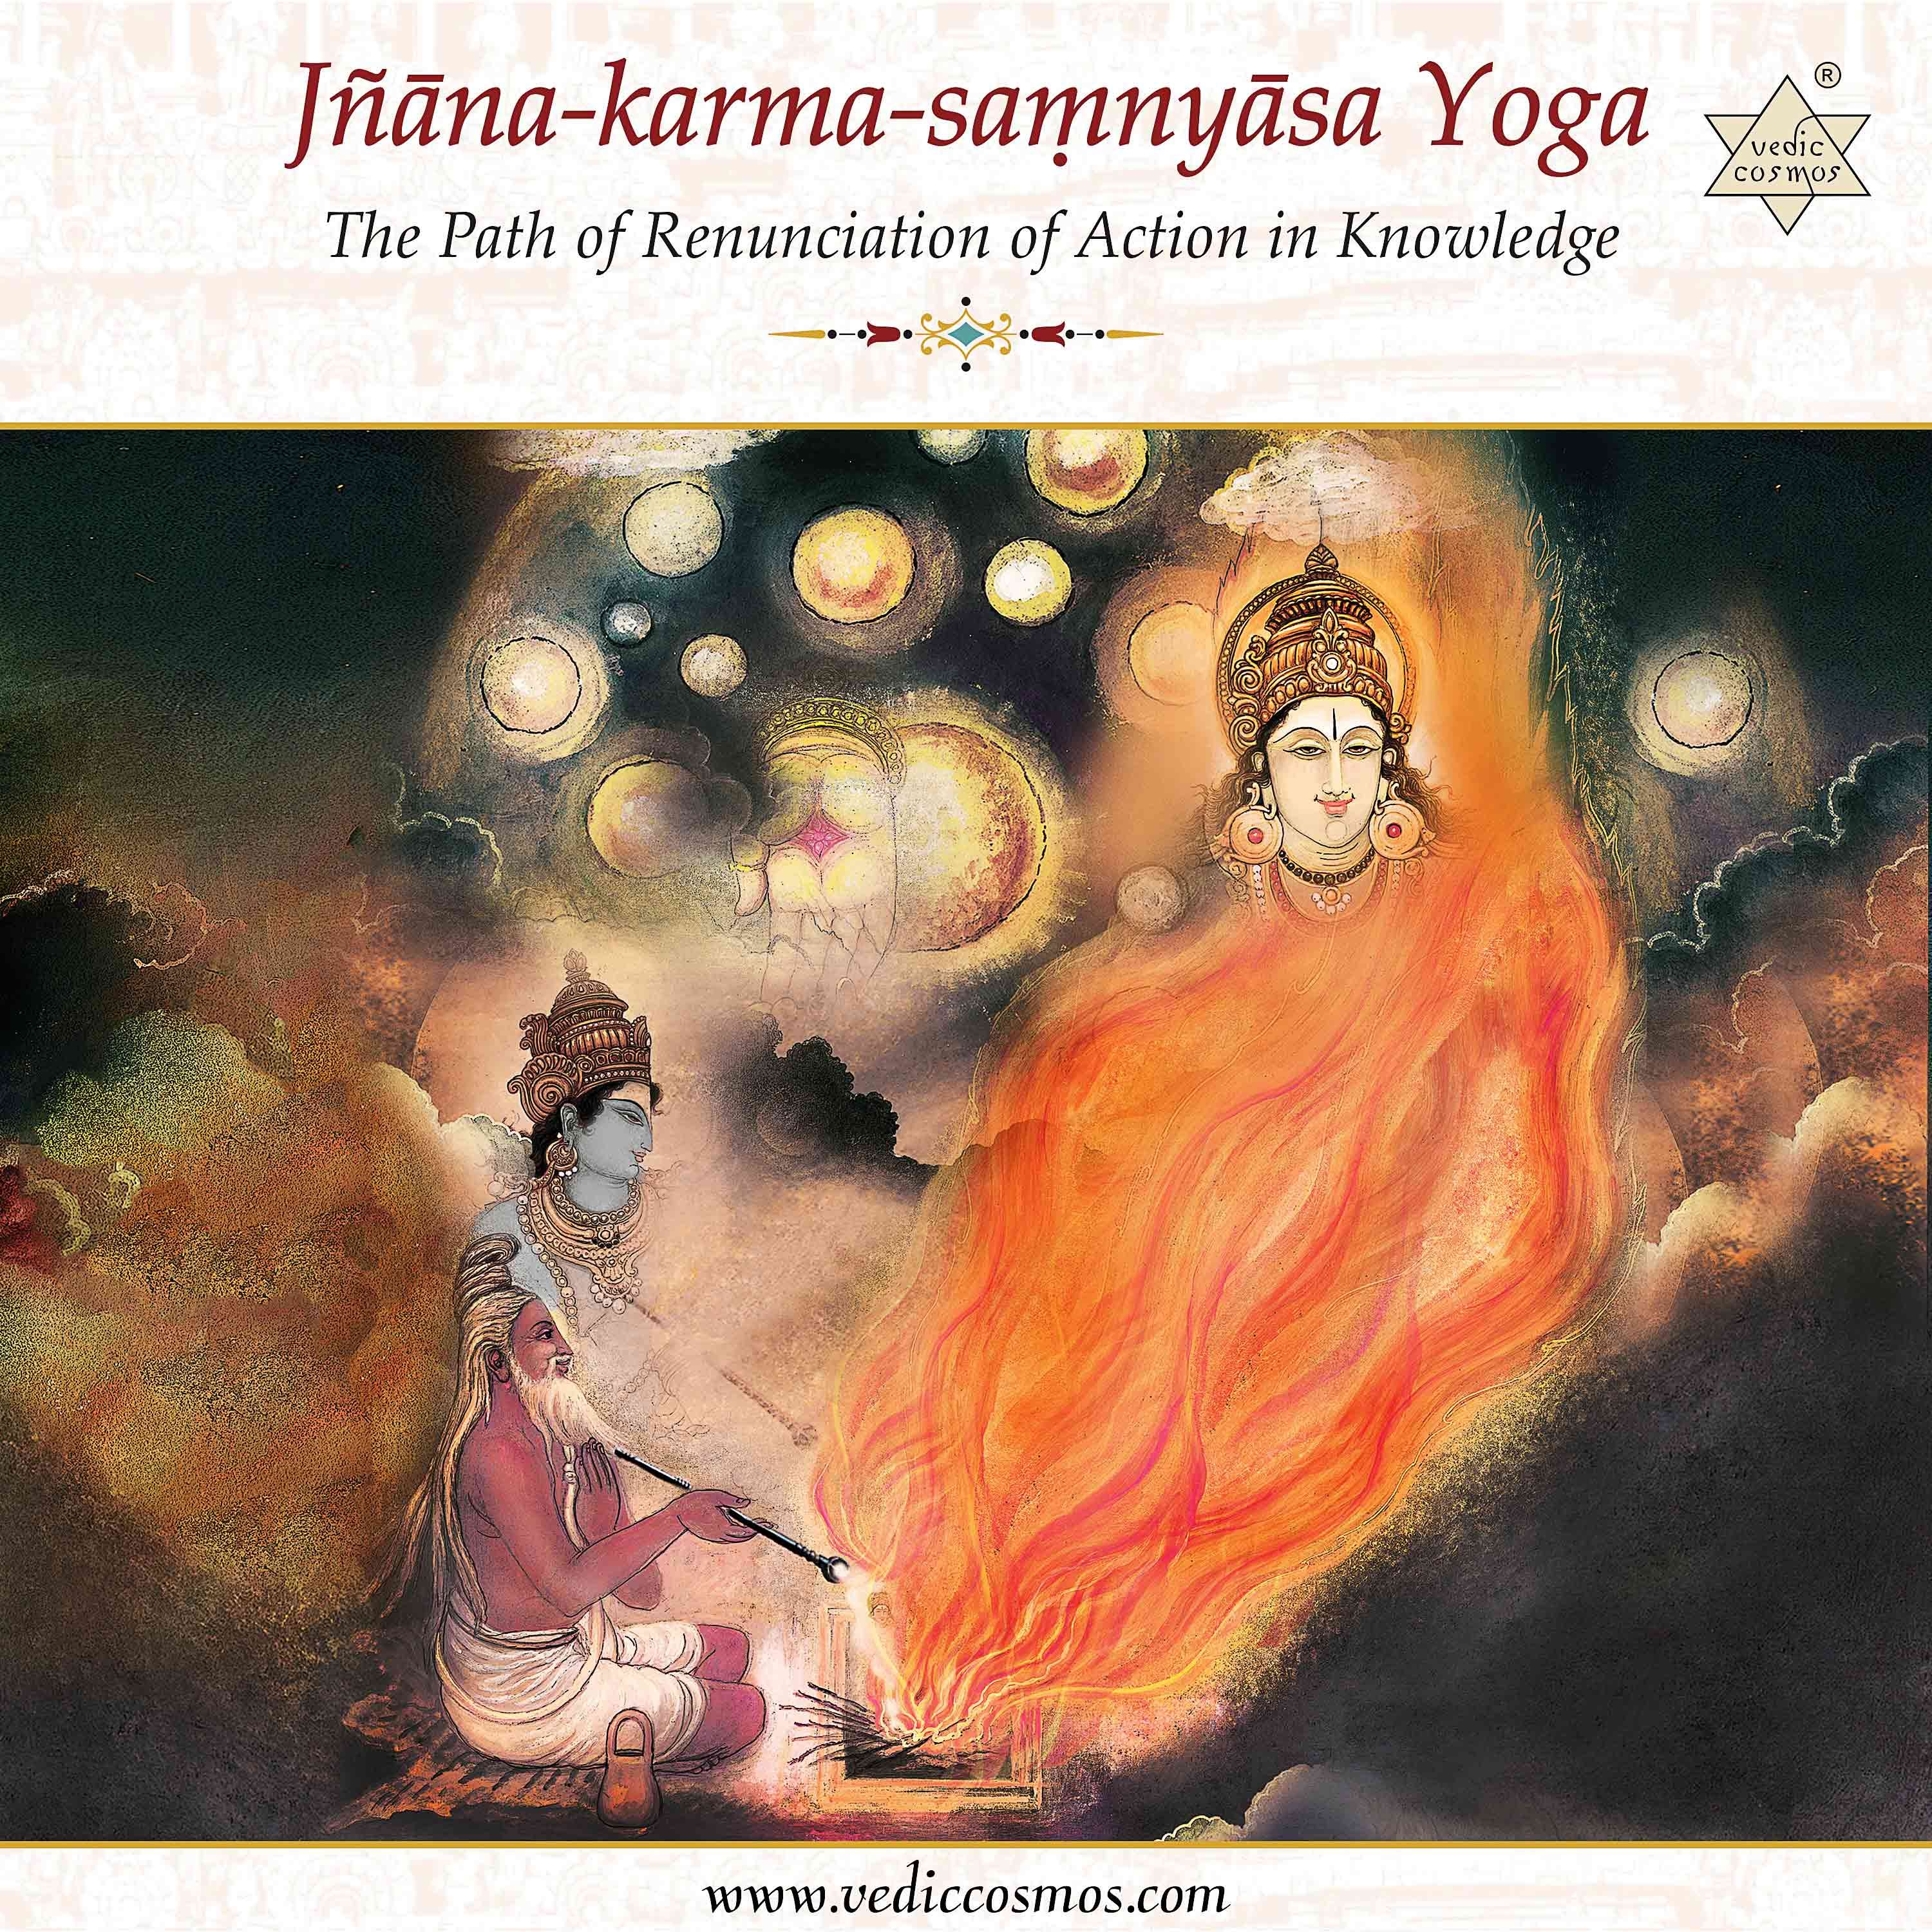 Jñāna-karma-saṃnyāsa Yoga
®
vedic
cosmos
The Path of Renunciation of Action in Knowledge
www.vediccosmos.com